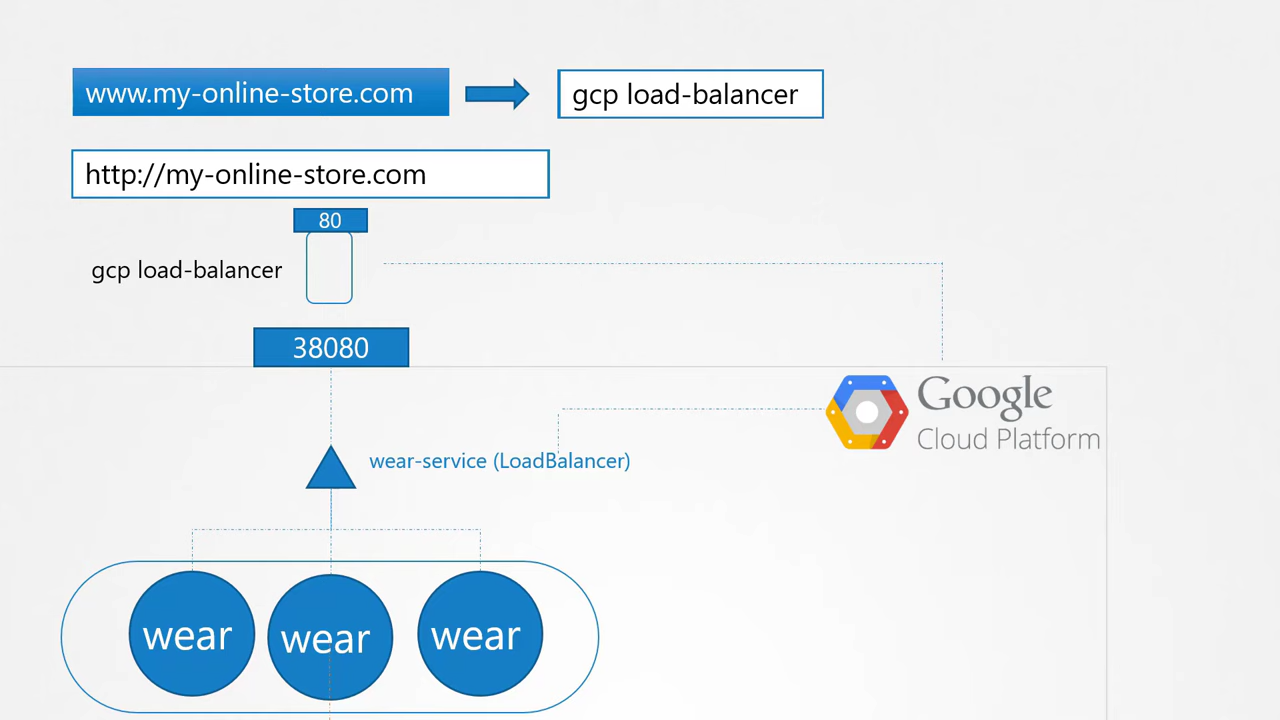 www.my-online-store.com
gcp load-balancer
http://my-online-store.com
80
gcp load-balancer
38080
Google
Cloud Platform
wear-service (LoadBalancer)
wear
wear
wear